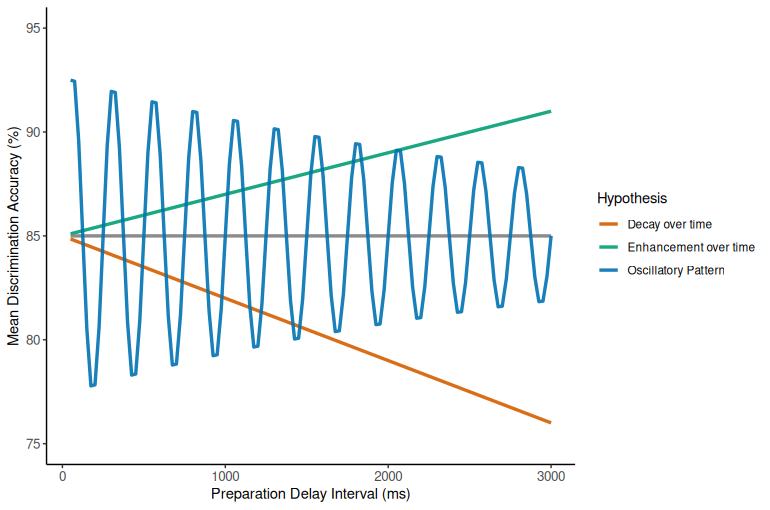 95
90
85
80
75
0
1000
2000
3000
Mean Discrimination Accuracy (%)
Preparation Delay Interval (ms)
Hypothesis
Decay over time
Enhancement over time
Oscillatory Pattern